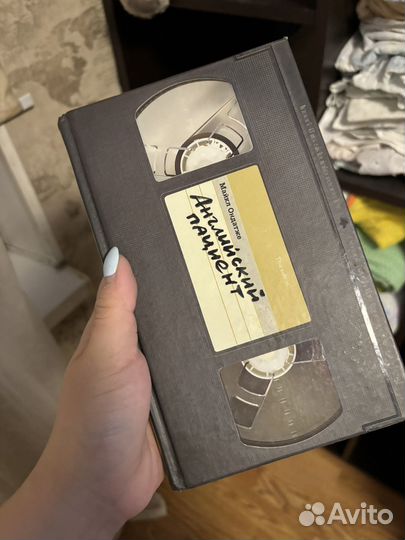 Майкл Ондатже
Английский
пациент
Avito